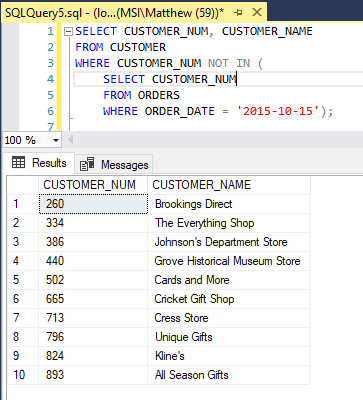 SQLQuery5.sql - (lo...(MSI\Matthew (59))*
1 SELECT CUSTOMER_NUM, CUSTOMER_NAME
2 FROM CUSTOMER
3 WHERE CUSTOMER_NUM NOT IN (
4 SELECT CUSTOMER_NUM
5 FROM ORDERS
6 WHERE ORDER_DATE = '2015-10-15');
100 %
Results Messages
CUSTOMER_NUM CUSTOMER_NAME
1 260 Brookings Direct
2 334 The Everything Shop
3 386 Johnson's Department Store
4 440 Grove Historical Museum Store
5 502 Cards and More
6 665 Cricket Gift Shop
7 713 Cress Store
8 796 Unique Gifts
9 824 Kline's
10 893 All Season Gifts